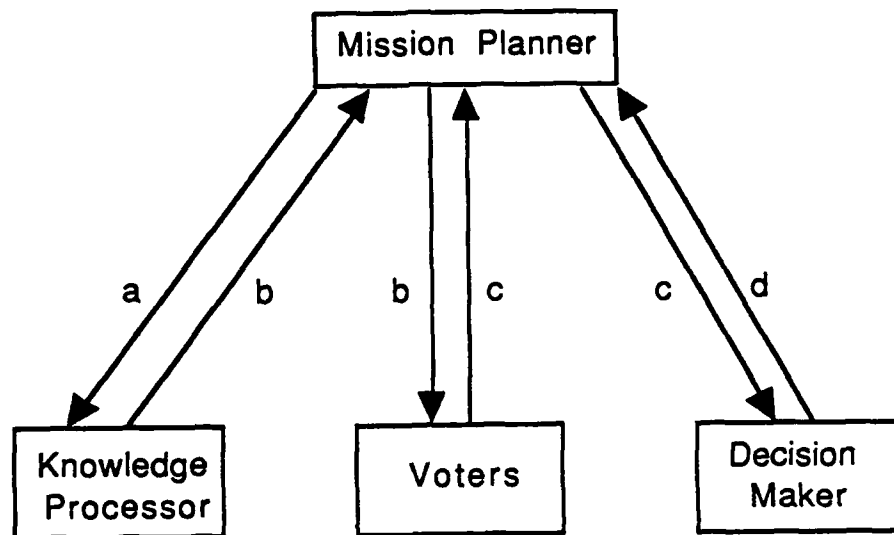 Mission Planner
a
b
b
c
c
d
Knowledge
Processor
Voters
Decision
Maker